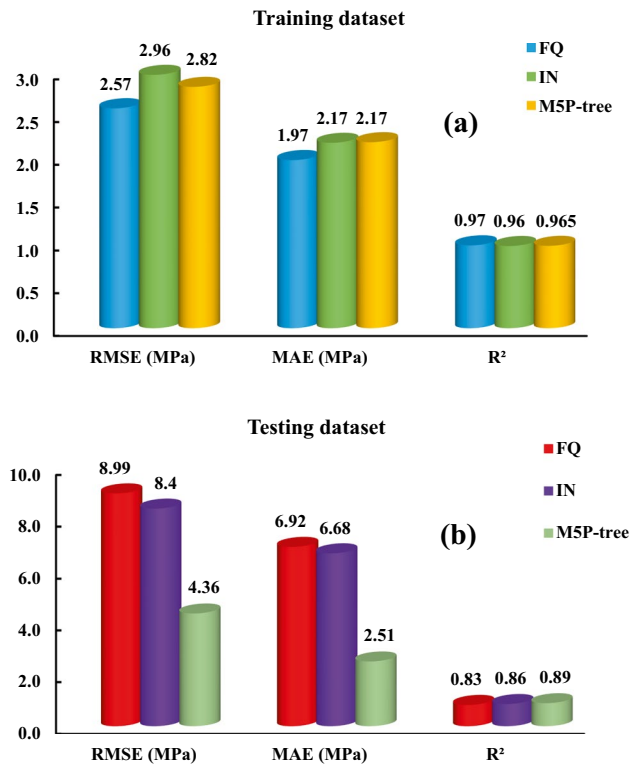 Training dataset
FQ
IN
M5P-tree
(a)
3.0
2.5
2.0
1.5
1.0
0.5
0.0
2.57
2.96
2.82
1.97
2.17
2.17
0.97
0.96
0.965
RMSE (MPa)
MAE (MPa)
R²
Testing dataset
FQ
IN
M5P-tree
(b)
10.0
8.0
6.0
4.0
2.0
0.0
8.99
8.4
4.36
6.92
6.68
2.51
0.83
0.86
0.89
RMSE (MPa)
MAE (MPa)
R²